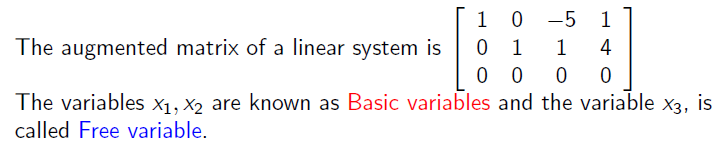 The augmented matrix of a linear system is [ 1 0 −5 1
0 1 1 4
0 0 0 0 ]
The variables x₁, x₂ are known as Basic variables and the variable x₃, is
called Free variable.